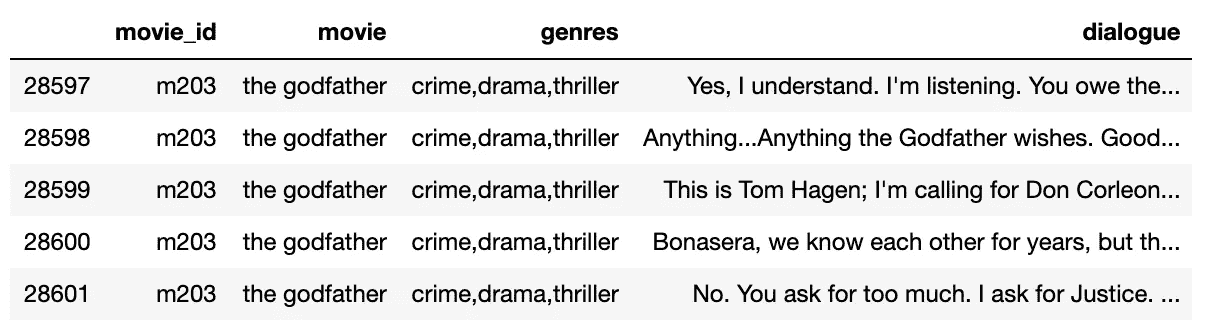 movie_id movie genres dialogue
28597 m203 the godfather crime,drama,thriller Yes, I understand. I'm listening. You owe the...
28598 m203 the godfather crime,drama,thriller Anything...Anything the Godfather wishes. Good...
28599 m203 the godfather crime,drama,thriller This is Tom Hagen; I'm calling for Don Corleon...
28600 m203 the godfather crime,drama,thriller Bonasera, we know each other for years, but th...
28601 m203 the godfather crime,drama,thriller No. You ask for too much. I ask for Justice. ...